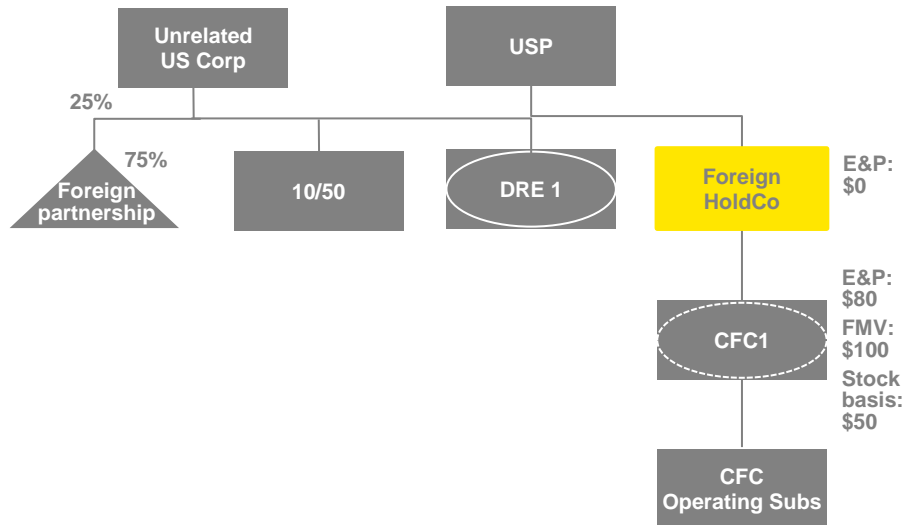 Unrelated
US Corp
USP
25%
75%
Foreign
partnership
10/50
DRE 1
Foreign
HoldCo
E&P:
$0
CFC1
E&P:
$80
FMV:
$100
Stock
basis:
$50
CFC
Operating Subs